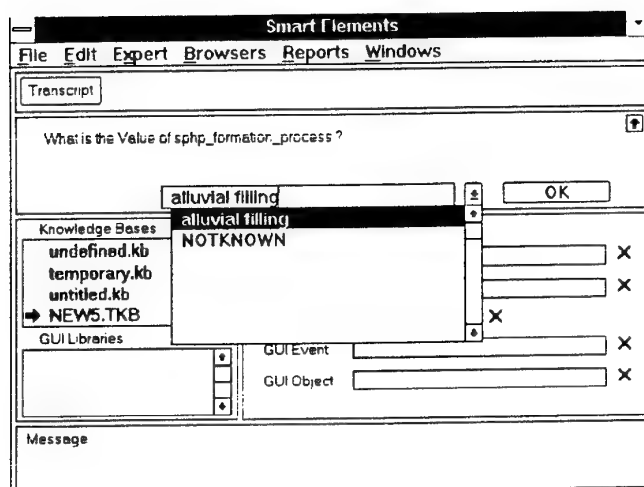 Smart Elements
File Edit Expert Browsers Reports Windows
Transcript
What is the Value of sphp_formation_process ?
alluvial filling
OK
alluvial filling
NOTKNOWN
Knowledge Bases
undefined.kb
temporary.kb
untitled.kb
NEW5.TKB
GUI Libraries
GUI Event
GUI Object
Message